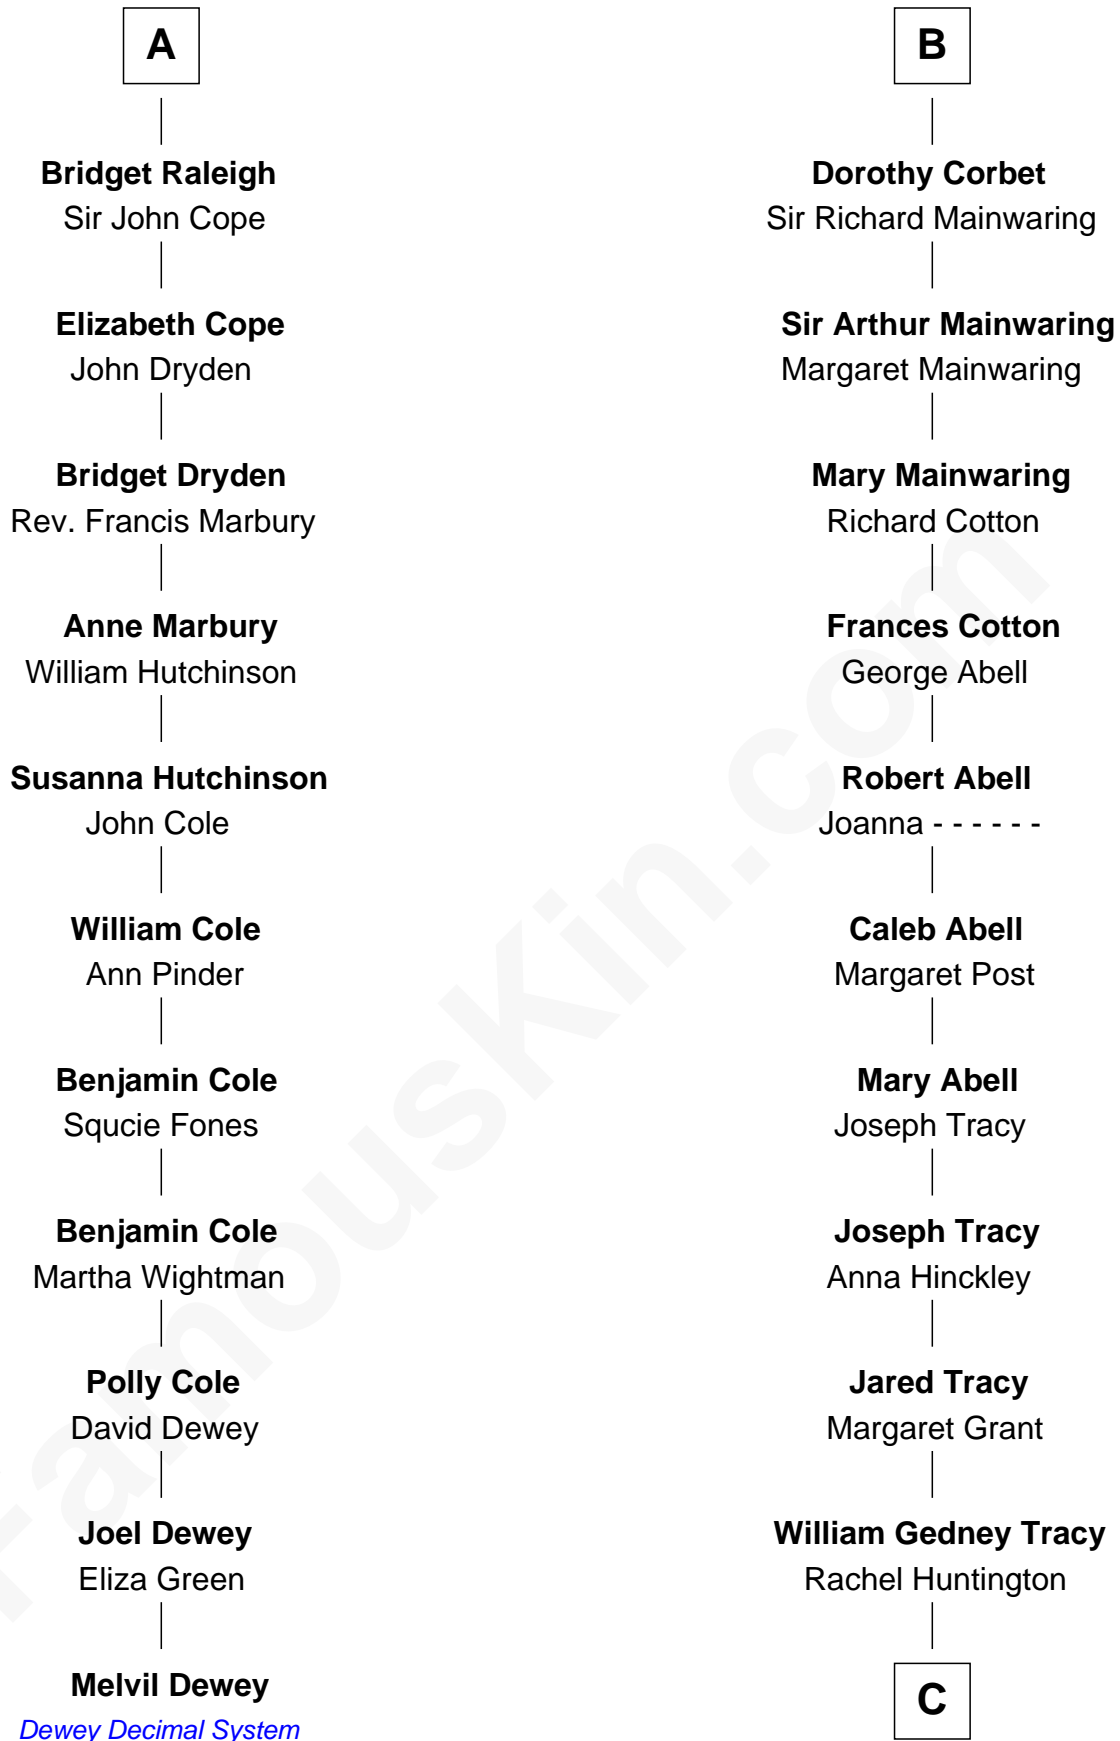 A
Bridget Raleigh
Sir John Cope
Elizabeth Cope
John Dryden
Bridget Dryden
Rev. Francis Marbury
Anne Marbury
William Hutchinson
Susanna Hutchinson
John Cole
William Cole
Ann Pinder
Benjamin Cole
Squcie Fones
Benjamin Cole
Martha Wightman
Polly Cole
David Dewey
Joel Dewey
Eliza Green
Melvil Dewey
Dewey Decimal System
B
Dorothy Corbet
Sir Richard Mainwaring
Sir Arthur Mainwaring
Margaret Mainwaring
Mary Mainwaring
Richard Cotton
Frances Cotton
George Abell
Robert Abell
Joanna - - - - - -
Caleb Abell
Margaret Post
Mary Abell
Joseph Tracy
Joseph Tracy
Anna Hinckley
Jared Tracy
Margaret Grant
William Gedney Tracy
Rachel Huntington
C
FamousKin.com